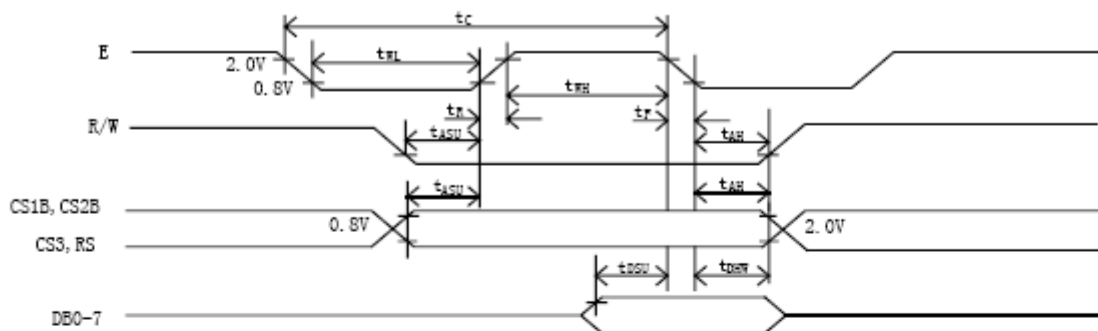 tC
E
2.0V
tWL
0.8V
tWH
tR
tF
R/W
tASU
tAH
tASU
tAH
CS1B, CS2B
0.8V
2.0V
CS3, RS
tDSU
tDHW
DB0-7